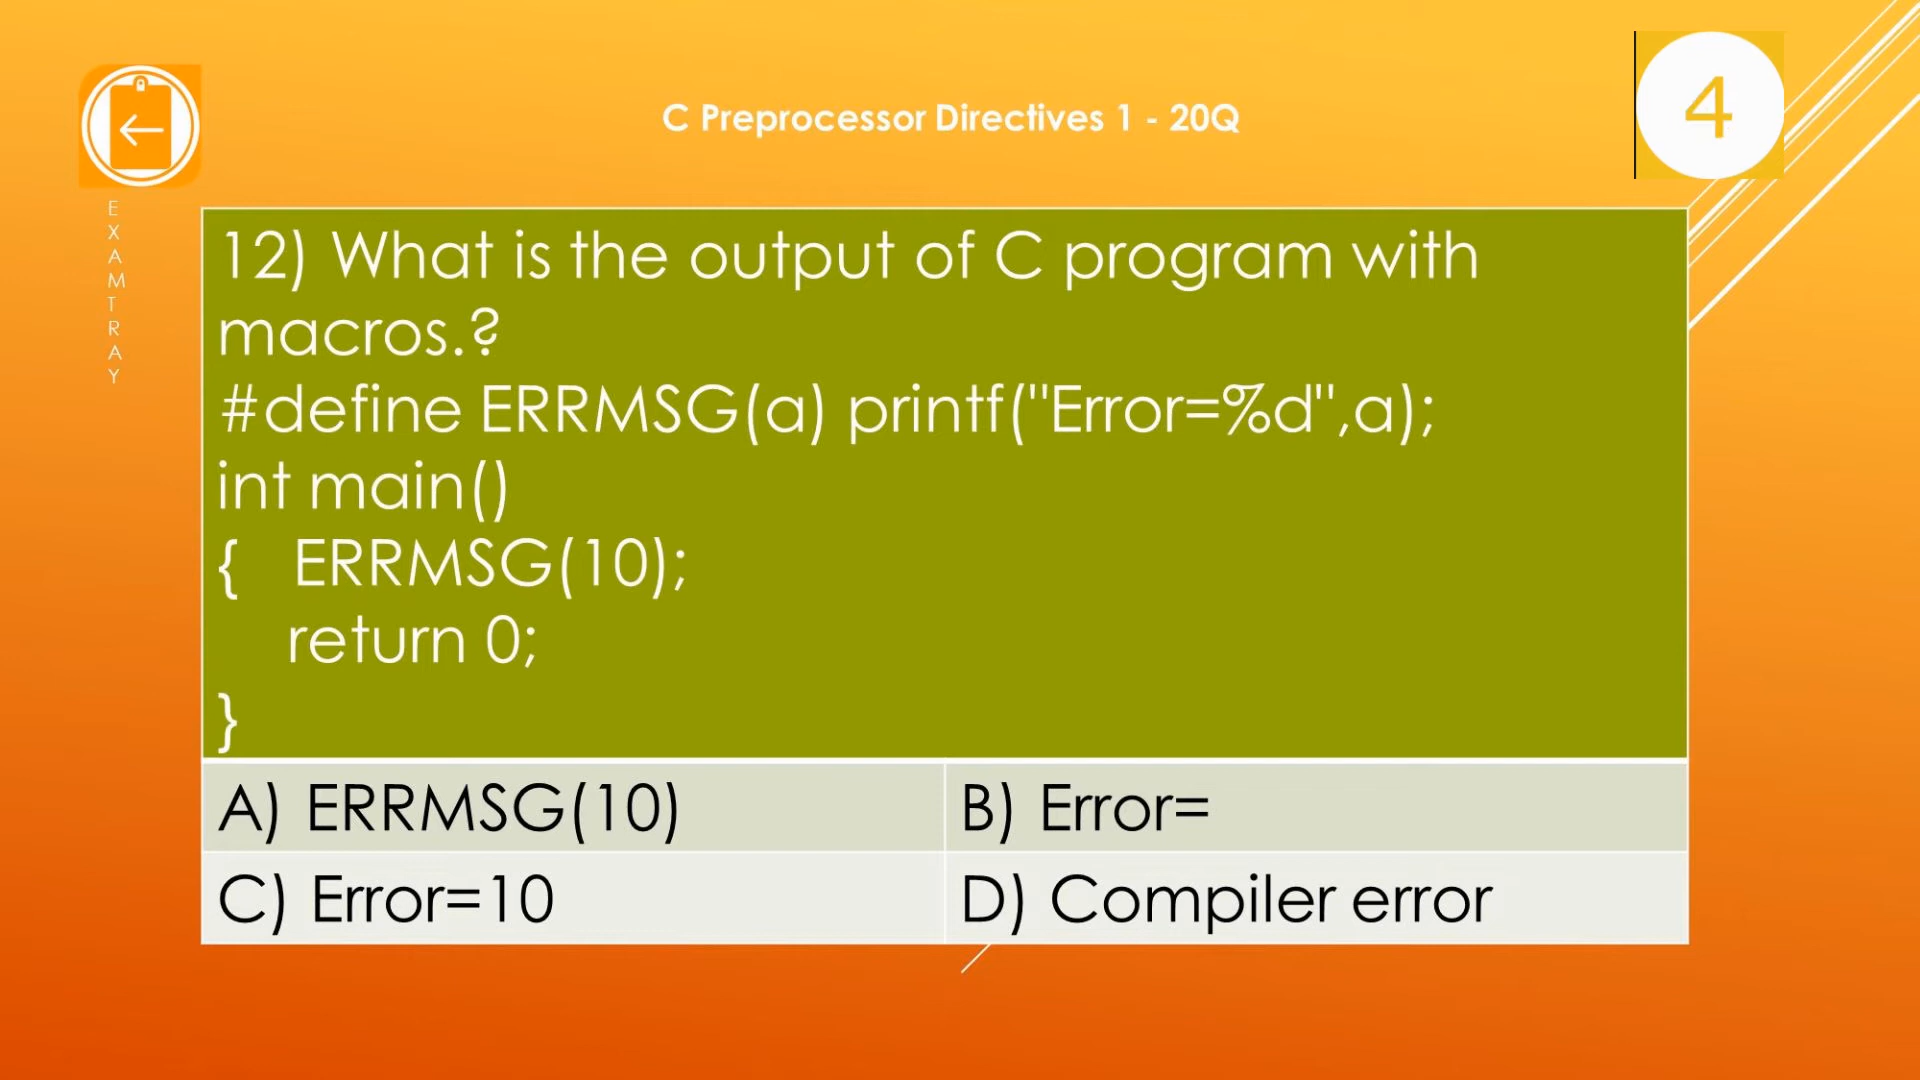 C Preprocessor Directives 1 - 20Q
4
E
X
A
M
T
R
A
Y
12) What is the output of C program with
macros.?
#define ERRMSG(a) printf("Error=%d",a);
int main()
{ ERRMSG(10);
return 0;
}
A) ERRMSG(10)
B) Error=
C) Error=10
D) Compiler error